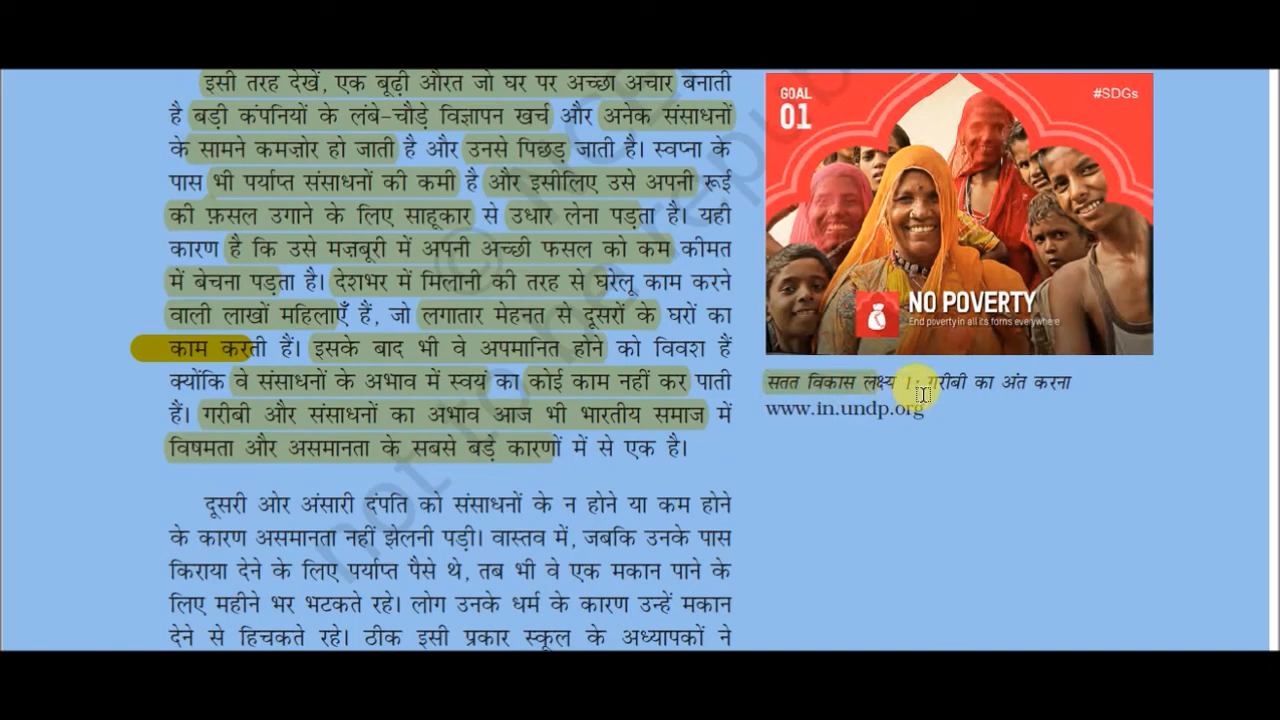 इसी तरह देखें, एक बूढ़ी औरत जो घर पर अच्छा अचार बनाती
है बड़ी कंपनियों के लंबे-चौड़े विज्ञापन खर्च और अनेक संसाधनों
के सामने कमज़ोर हो जाती है और उनसे पिछड़ जाती है। स्वप्ना के
पास भी पर्याप्त संसाधनों की कमी है और इसीलिए उसे अपनी रूई
की फ़सल उगाने के लिए साहूकार से उधार लेना पड़ता है। यही
कारण है कि उसे मज़बूरी में अपनी अच्छी फसल को कम कीमत
में बेचना पड़ता है। देशभर में मिलानी की तरह से घरेलू काम करने
वाली लाखों महिलाएँ हैं, जो लगातार मेहनत से दूसरों के घरों का
काम करती हैं। इसके बाद भी वे अपमानित होने को विवश हैं
क्योंकि वे संसाधनों के अभाव में स्वयं का कोई काम नहीं कर पाती
हैं। गरीबी और संसाधनों का अभाव आज भी भारतीय समाज में
विषमता और असमानता के सबसे बड़े कारणों में से एक है।
दूसरी ओर अंसारी दंपति को संसाधनों के न होने या कम होने
के कारण असमानता नहीं झेलनी पड़ी। वास्तव में, जबकि उनके पास
किराया देने के लिए पर्याप्त पैसे थे, तब भी वे एक मकान पाने के
लिए महीने भर भटकते रहे। लोग उनके धर्म के कारण उन्हें मकान
देने से हिचकते रहे। ठीक इसी प्रकार स्कूल के अध्यापकों ने
GOAL
01
#SDGs
NO POVERTY
End poverty in all its forms everywhere
सतत विकास लक्ष्य 1: गरीबी का अंत करना
www.in.undp.org
© NCE
not to be repub